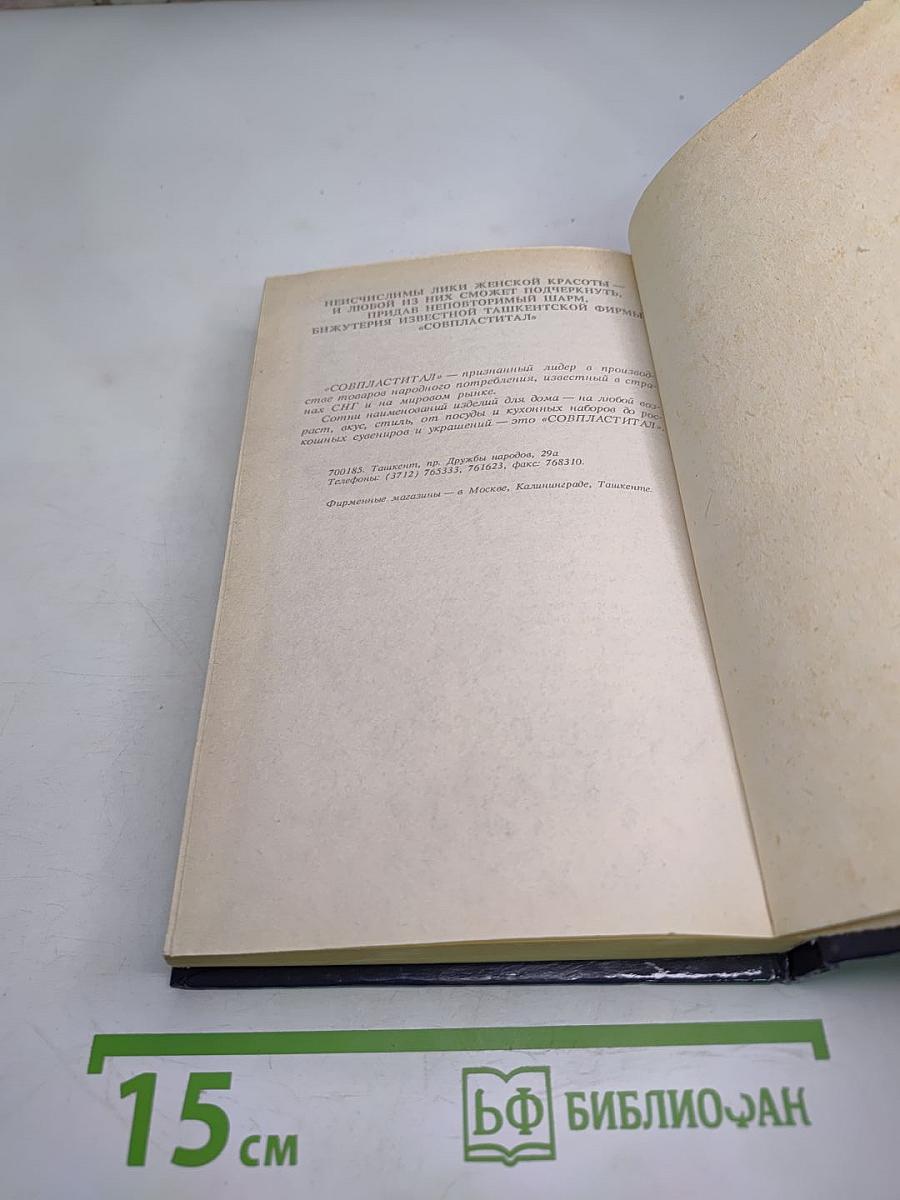 НЕИСЧИСЛИМЫ ЛИКИ ЖЕНСКОЙ КРАСОТЫ —
И ЛЮБОЙ ИЗ НИХ СМОЖЕТ ПОДЧЕРКНУТЬ,
ПРИДАВ НЕПОВТОРИМЫЙ ШАРМ,
БИЖУТЕРИЯ ИЗВЕСТНОЙ ТАШКЕНТСКОЙ ФИРМЫ
«СОВПЛАСТИТАЛ»
«СОВПЛАСТИТАЛ» — признанный лидер в производ-
стве товаров народного потребления, известный в стра-
нах СНГ и на мировом рынке.
Сотни наименований изделий для дома — на любой воз-
раст, вкус, стиль, от посуды и кухонных наборов до рос-
кошных сувениров и украшений — это «СОВПЛАСТИТАЛ».
700185. Ташкент, пр. Дружбы народов, 29а
Телефоны: (3712) 765333, 761623, факс: 768310.
Фирменные магазины — в Москве, Калининграде, Ташкенте.
15 см
БФ БИБЛИОФАН